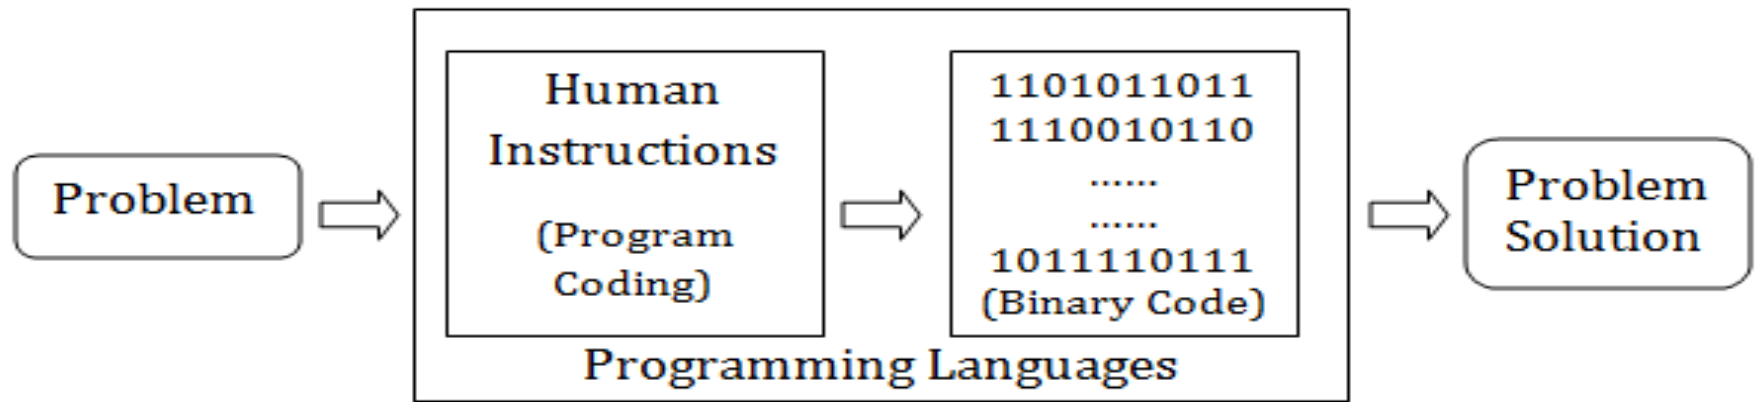 Problem
Human
Instructions
(Program
Coding)
1101011011
1110010110
......
......
1011110111
(Binary Code)
Programming Languages
Problem
Solution